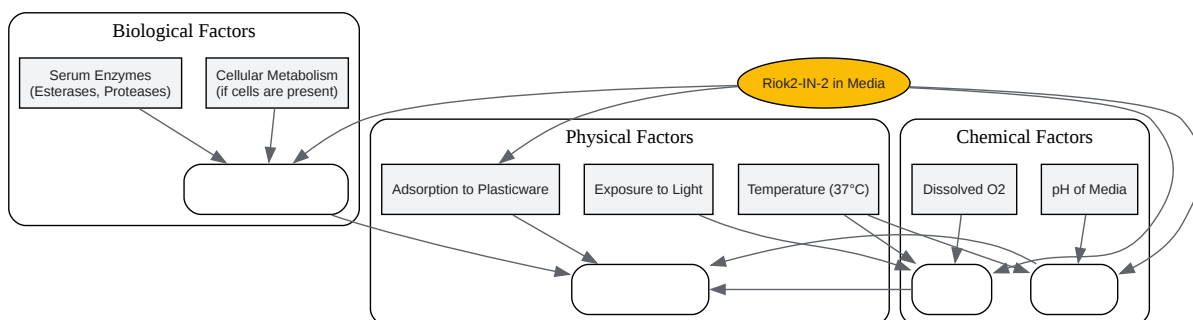 Biological Factors
Serum Enzymes
(Esterases, Proteases)
Cellular Metabolism
(if cells are present)
Riok2-IN-2 in Media
Physical Factors
Adsorption to Plasticware
Exposure to Light
Temperature (37°C)
Chemical Factors
Dissolved O2
pH of Media